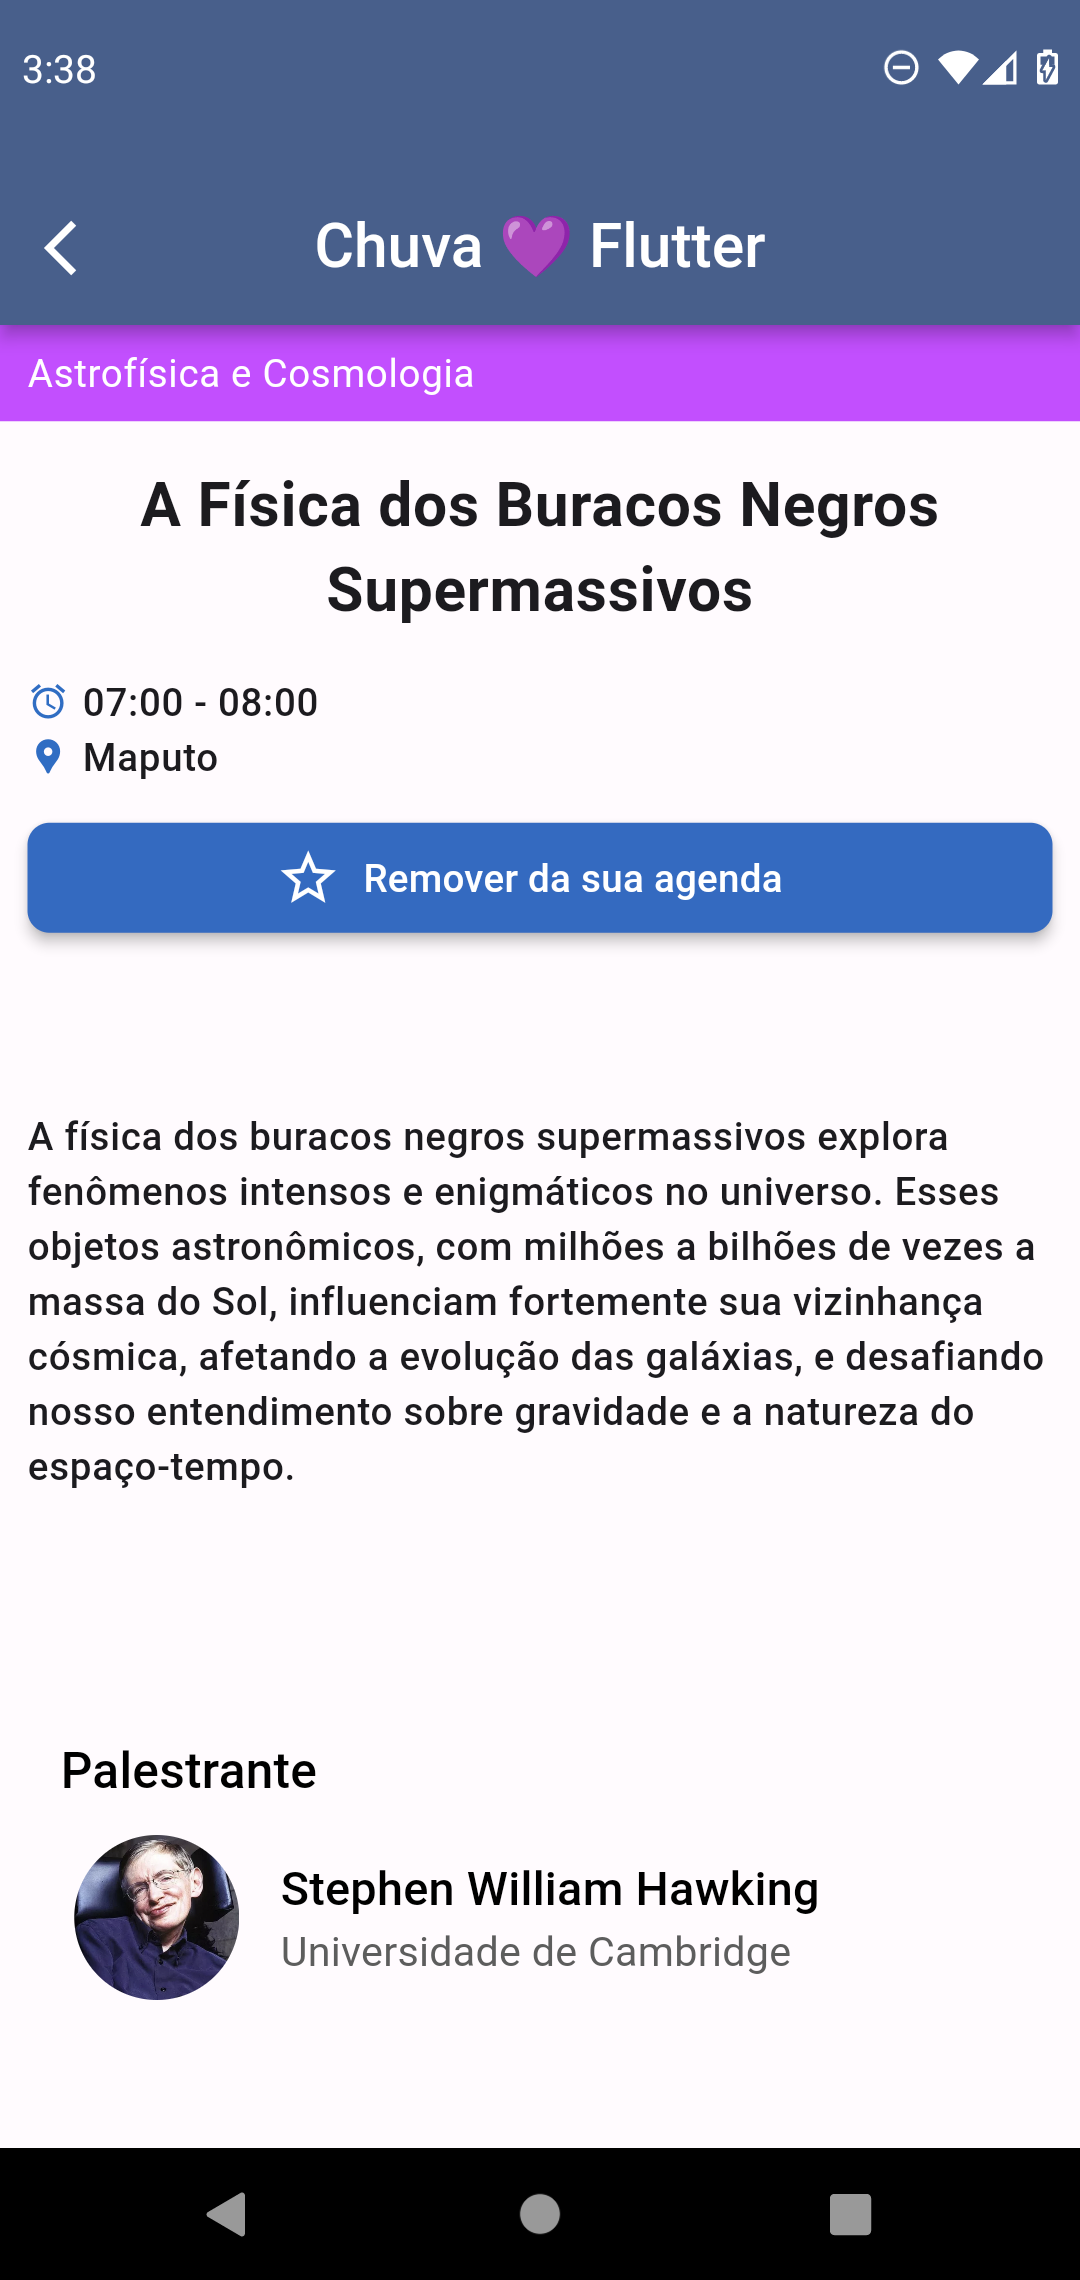 3:38
Chuva 💜 Flutter
Astrofísica e Cosmologia
A Física dos Buracos Negros
Supermassivos
07:00 - 08:00
Maputo
Remover da sua agenda
A física dos buracos negros supermassivos explora
fenômenos intensos e enigmáticos no universo. Esses
objetos astronômicos, com milhões a bilhões de vezes a
massa do Sol, influenciam fortemente sua vizinhança
cósmica, afetando a evolução das galáxias, e desafiando
nosso entendimento sobre gravidade e a natureza do
espaço-tempo.
Palestrante
Stephen William Hawking
Universidade de Cambridge